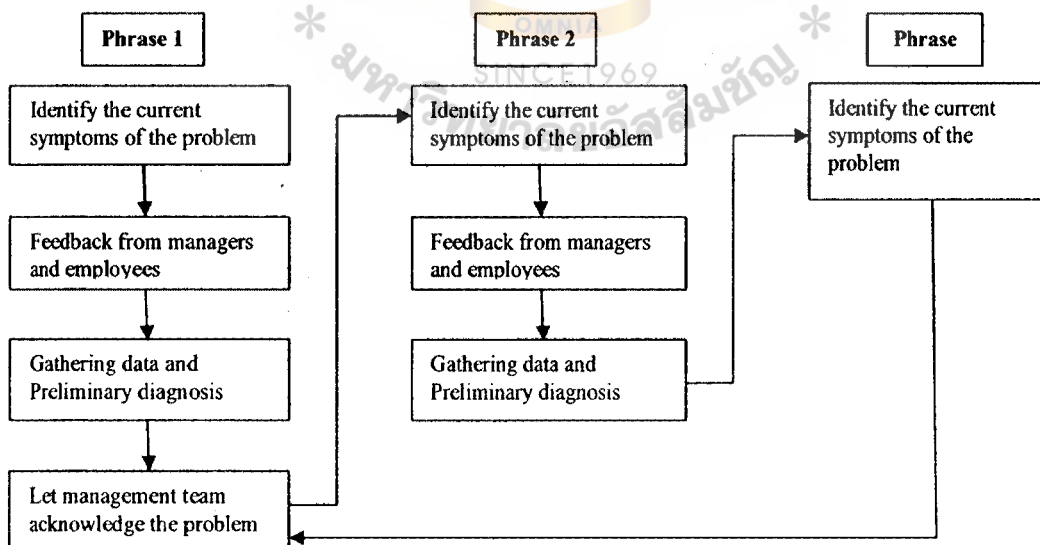 Phrase 1
Identify the current
symptoms of the problem
Feedback from managers
and employees
Gathering data and
Preliminary diagnosis
Let management team
acknowledge the problem
OMNIA
SINCE1969
Phrase 2
Identify the current
symptoms of the problem
Feedback from managers
and employees
Gathering data and
Preliminary diagnosis
Phrase
Identify the current
symptoms of the
problem